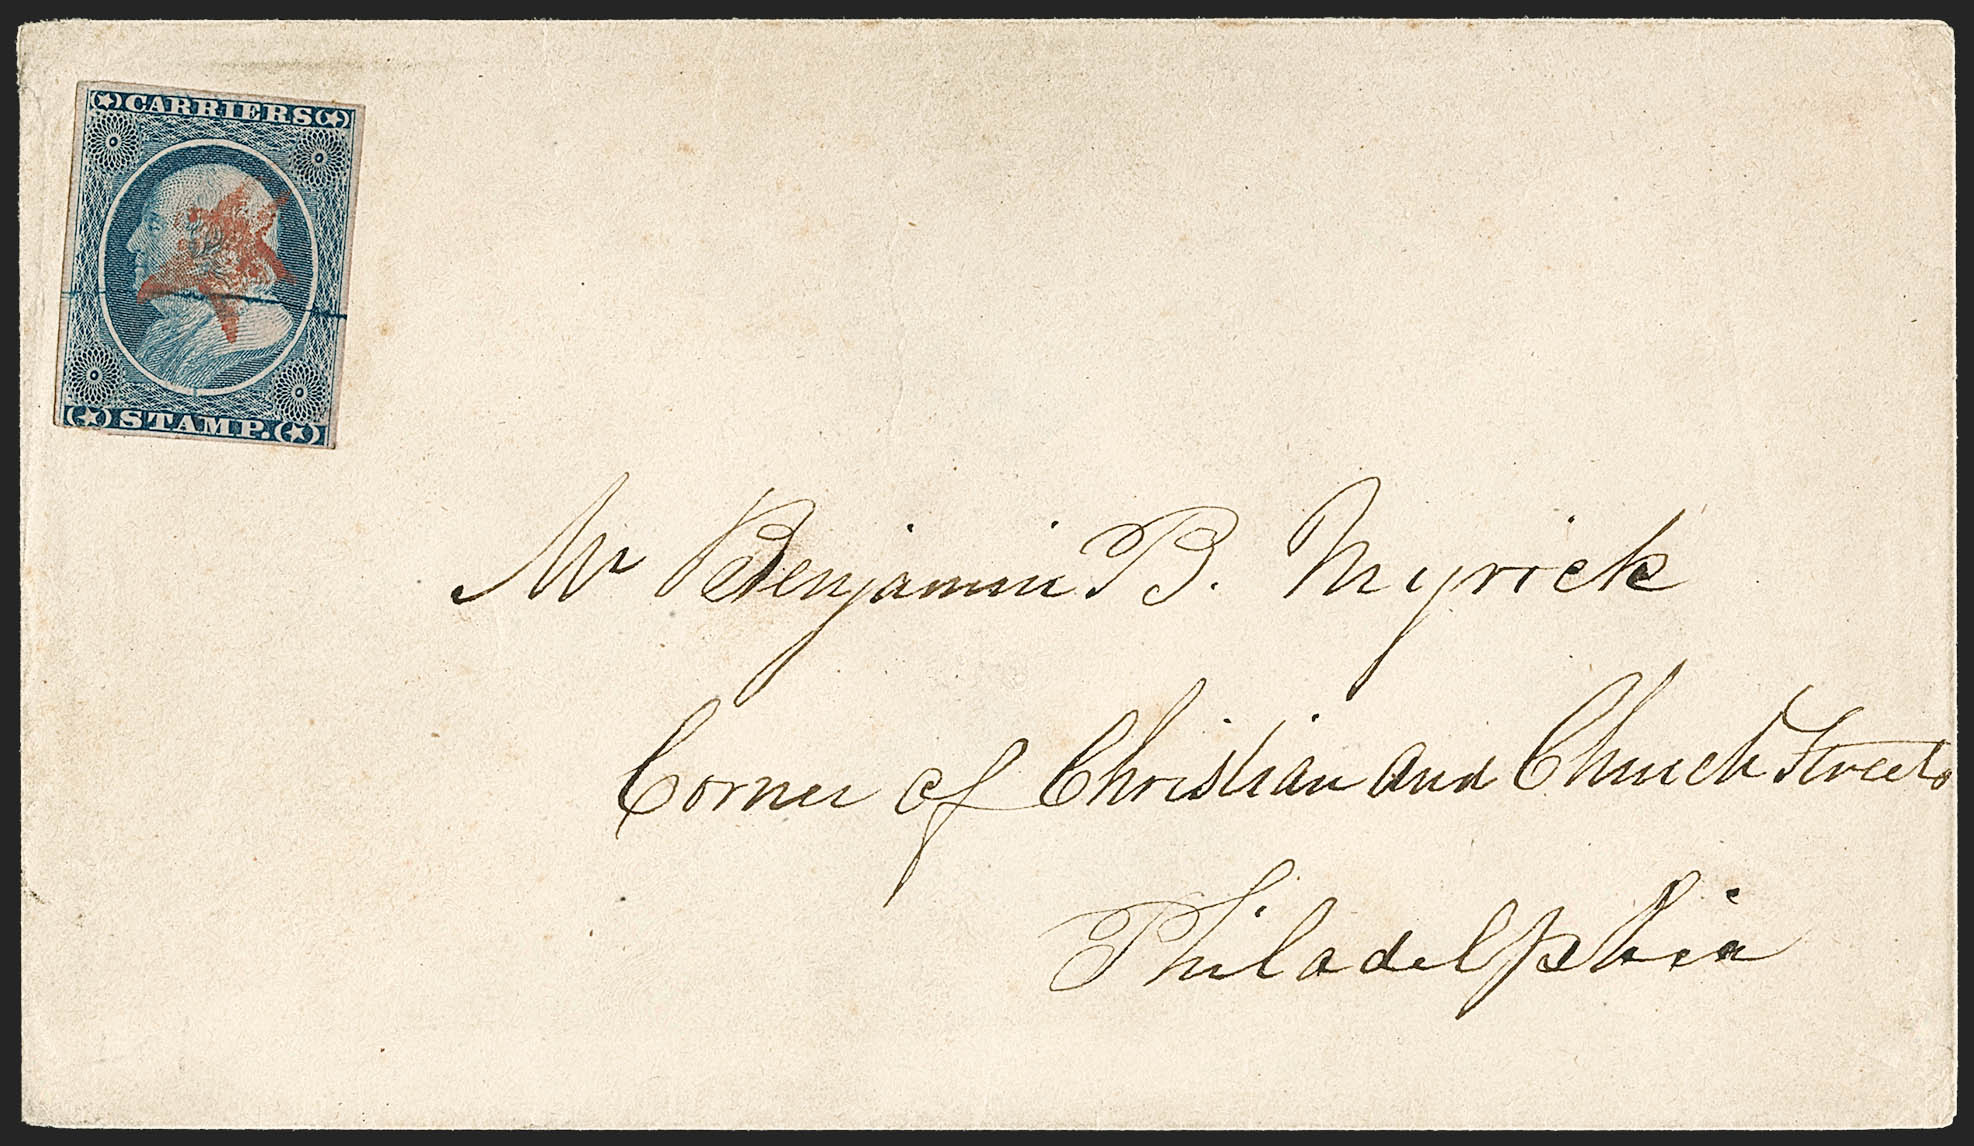 CARRIERS
STAMP.
Mr Benjamin B. Myrick
Corner of Christian and Church Streets
Philadelphia